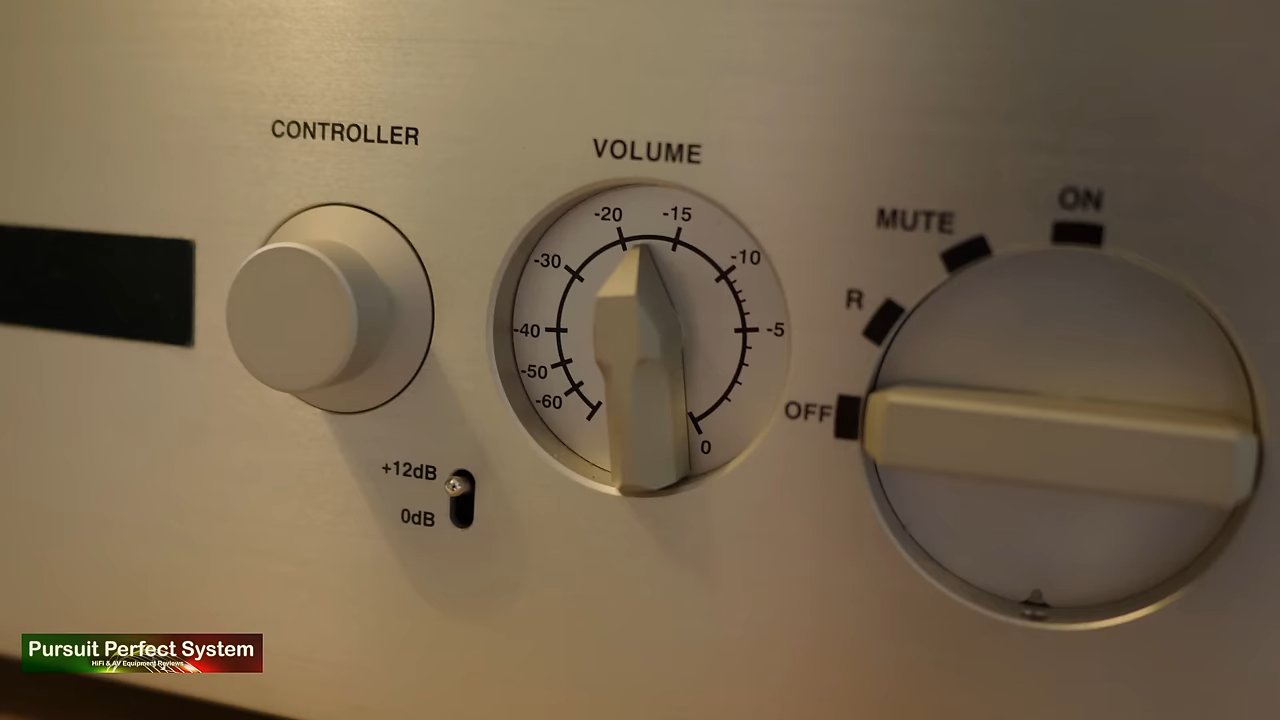 CONTROLLER
VOLUME
-20
-15
-30
-10
-40
-5
-50
-60
0
+12dB
0dB
ON
MUTE
R
OFF
Pursuit Perfect System
HiFi & AV Equipment Reviews